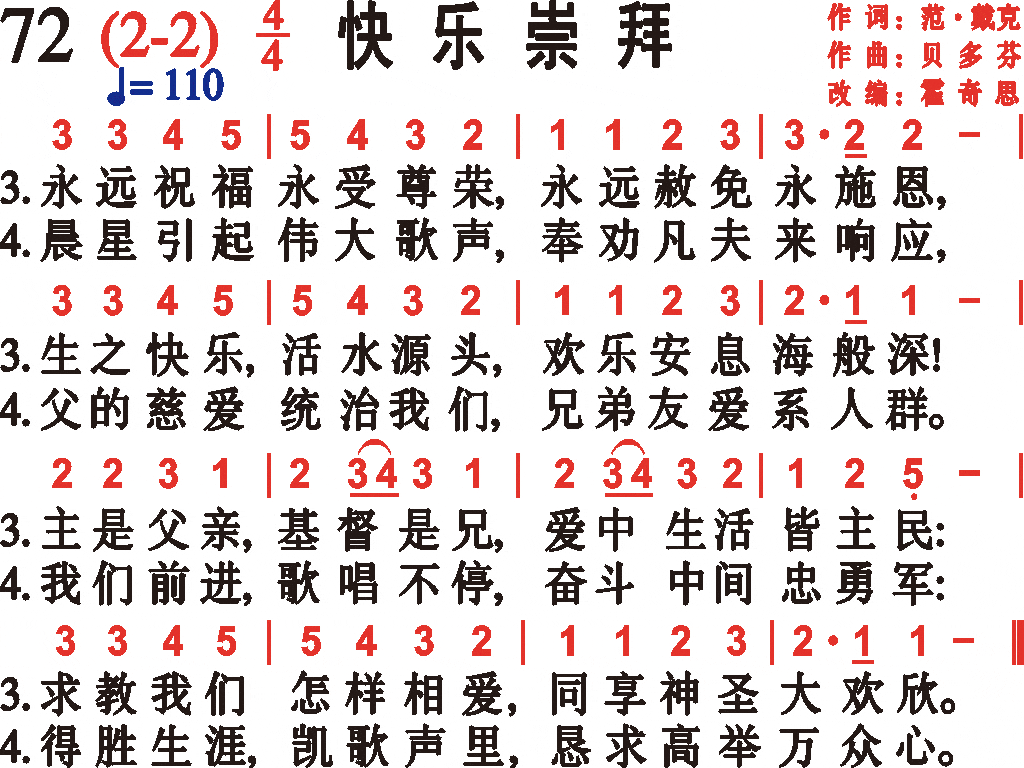 72 (2-2) 4/4 快乐崇拜
作词：范·戴克
♩=110
作曲：贝多芬
改编：霍奇思
3 3 4 5 | 5 4 3 2 | 1 1 2 3 | 3·2 2 － |
3.永远祝福永受尊荣,永远赦免永施恩,
4.晨星引起伟大歌声,奉劝凡夫来响应,
3 3 4 5 | 5 4 3 2 | 1 1 2 3 | 2·1 1 － |
3.生之快乐,活水源头,欢乐安息海般深!
4.父的慈爱统治我们,兄弟友爱系人群。
2 2 3 1 | 2 34 3 1 | 2 34 3 2 | 1 2 5 － |
3.主是父亲,基督是兄,爱中生活皆主民:
4.我们前进,歌唱不停,奋斗中间忠勇军:
3 3 4 5 | 5 4 3 2 | 1 1 2 3 | 2·1 1 － ‖
3.求教我们怎样相爱,同享神圣大欢欣。
4.得胜生涯,凯歌声里,恳求高举万众心。